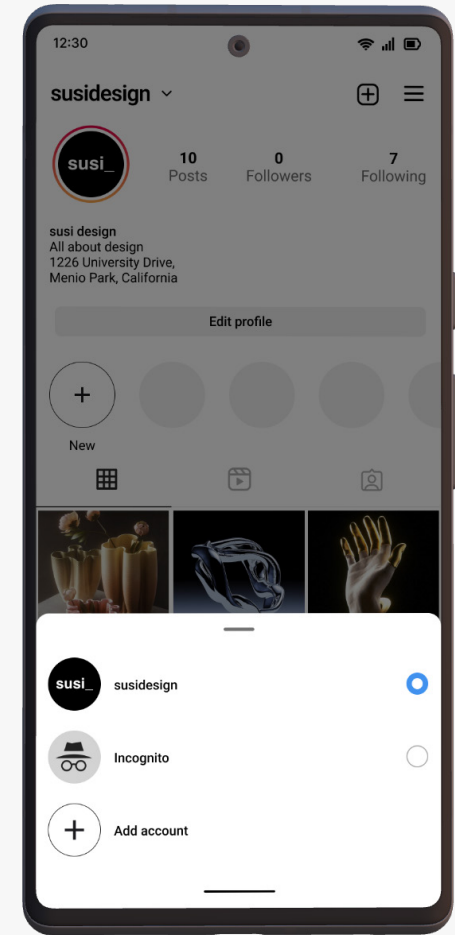 12:30
susidesign
susi_
10
Posts
0
Followers
7
Following
susi design
All about design
1226 University Drive,
Menio Park, California
Edit profile
New
susi_
susidesign
Incognito
Add account